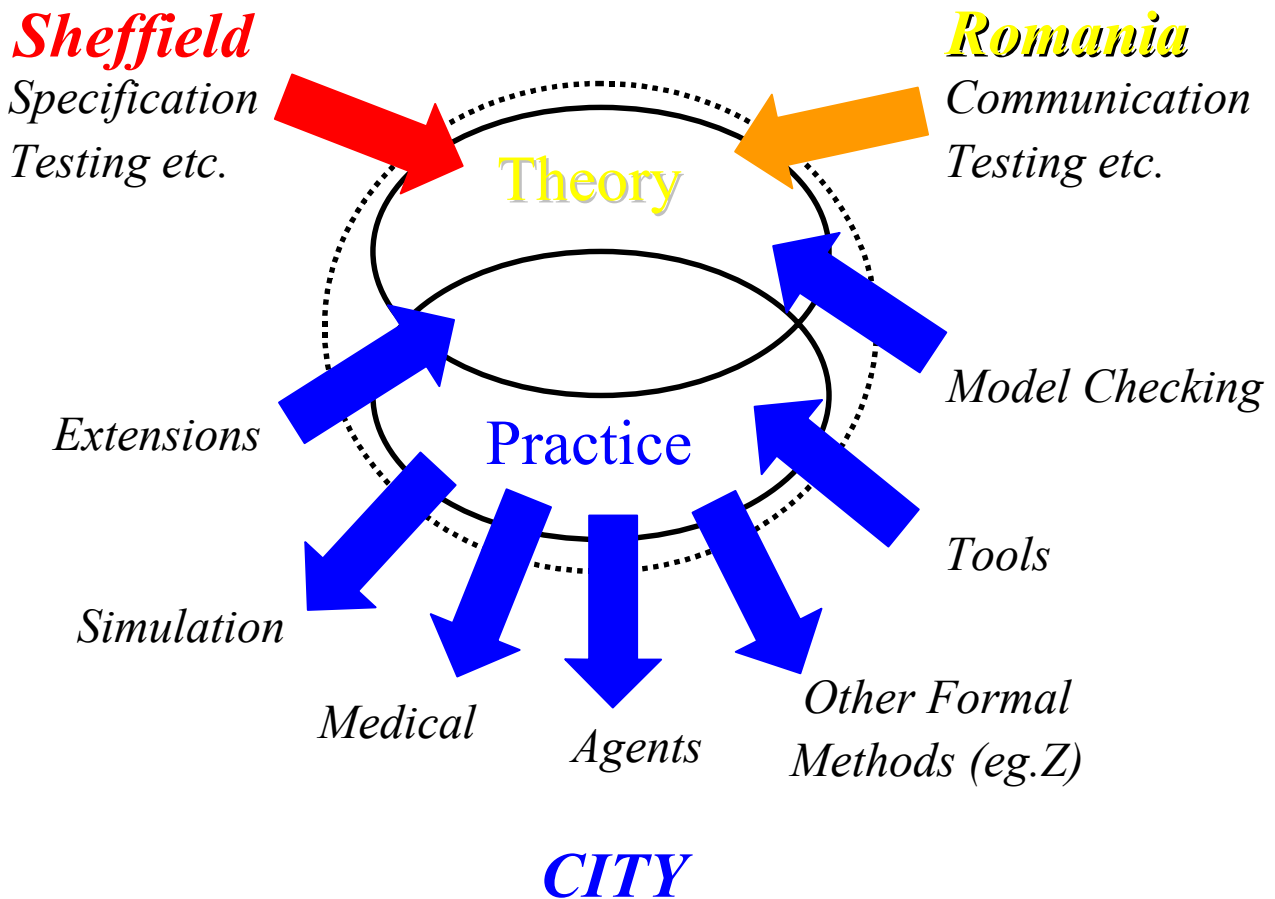 Sheffield
Specification
Testing etc.
Romania
Communication
Testing etc.
Theory
Model Checking
Extensions
Practice
Tools
Simulation
Medical
Agents
Other Formal
Methods (eg.Z)
CITY